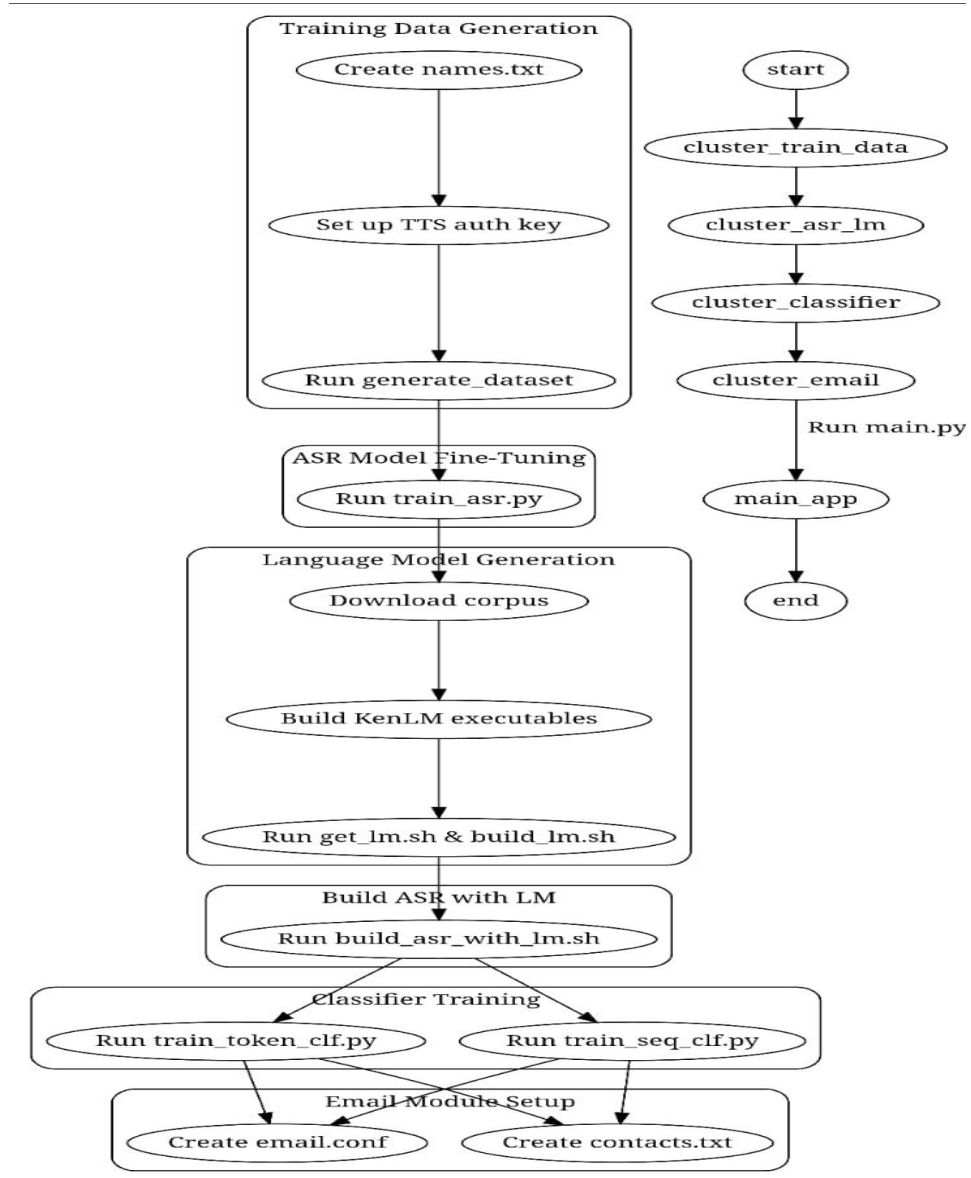 Training Data Generation
Create names.txt
Set up TTS auth key
Run generate_dataset
ASR Model Fine-Tuning
Run train_asr.py
Language Model Generation
Download corpus
Build KenLM executables
Run get_lm.sh & build_lm.sh
Build ASR with LM
Run build_asr_with_lm.sh
Classifier Training
Run train_token_clf.py
Run train_seq_clf.py
Email Module Setup
Create email.conf
Create contacts.txt
start
cluster_train_data
cluster_asr_lm
cluster_classifier
cluster_email
Run main.py
main_app
end